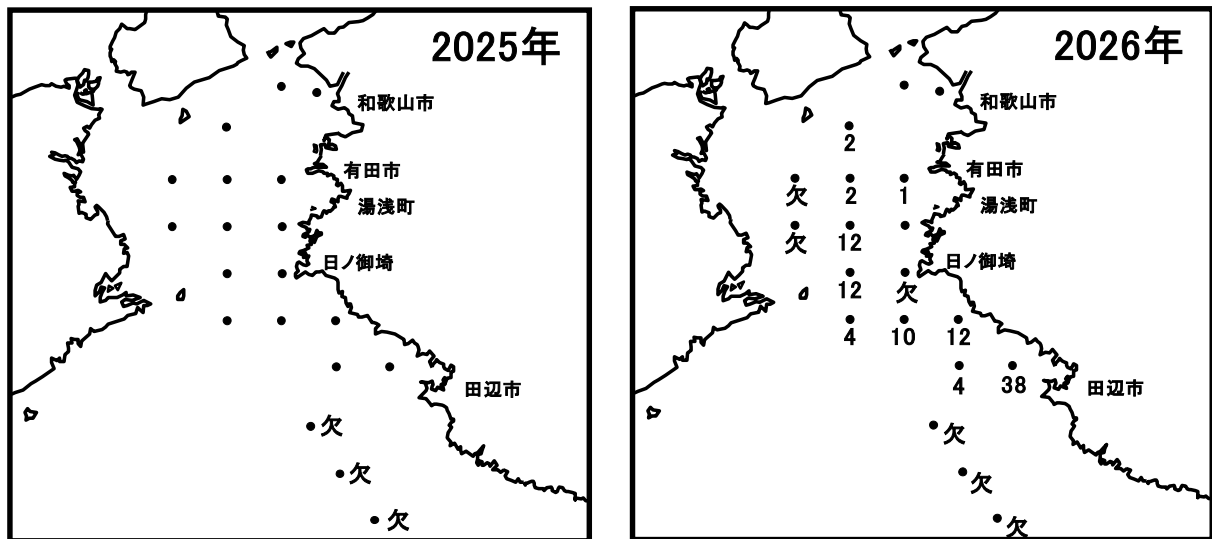 2025年
和歌山市
有田市
湯浅町
日ノ御埼
田辺市
欠
欠
欠
2026年
和歌山市
2
有田市
欠
2
1
湯浅町
欠
12
日ノ御埼
12
欠
4
10
12
4
38
田辺市
欠
欠
欠